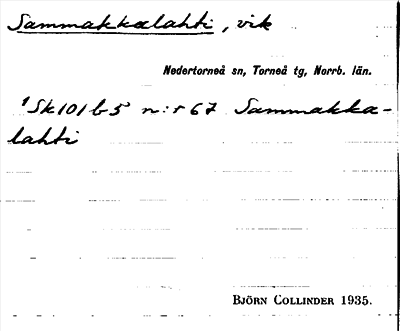 Sammakkalahti, vik
Nedertorneå sn, Torneå tg, Norrb. län.
1Sk101b5 n:r 67 Sammakka-
lahti
BJÖRN COLLINDER 1935.